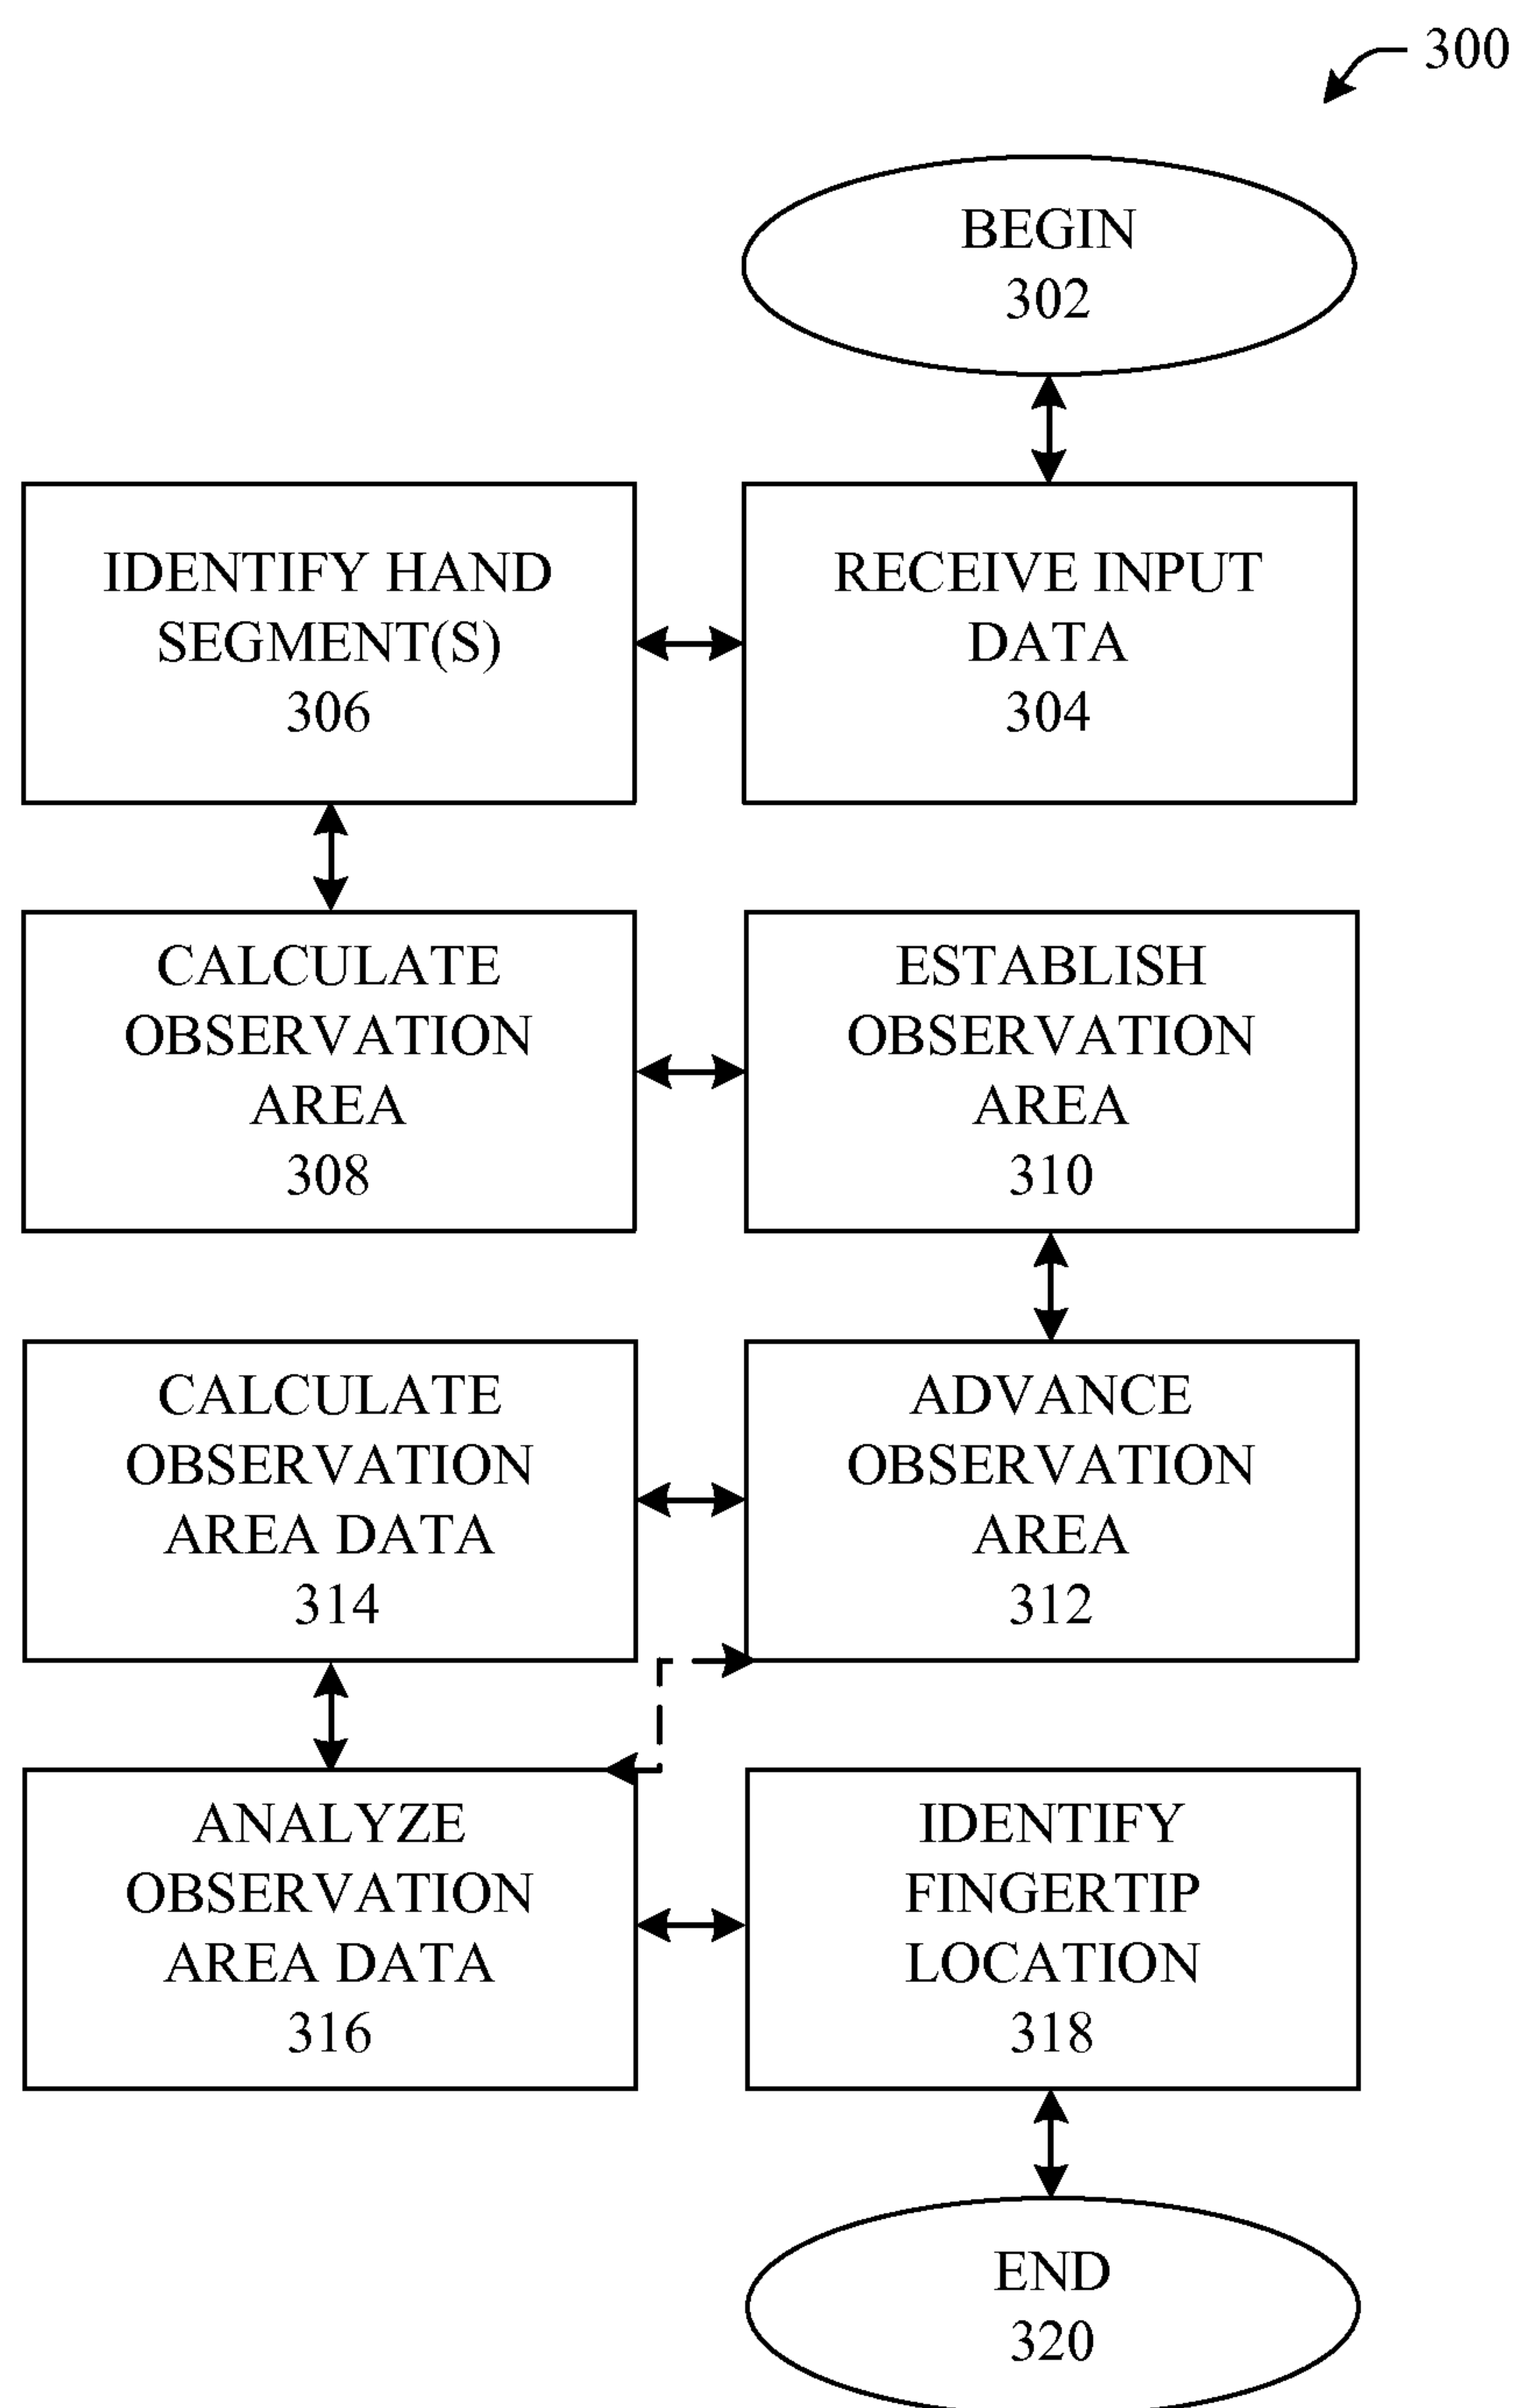 300
BEGIN
302
IDENTIFY HAND
SEGMENT(S)
306
RECEIVE INPUT
DATA
304
CALCULATE
OBSERVATION
AREA
308
ESTABLISH
OBSERVATION
AREA
310
CALCULATE
OBSERVATION
AREA DATA
314
ADVANCE
OBSERVATION
AREA
312
ANALYZE
OBSERVATION
AREA DATA
316
IDENTIFY
FINGERTIP
LOCATION
318
END
320